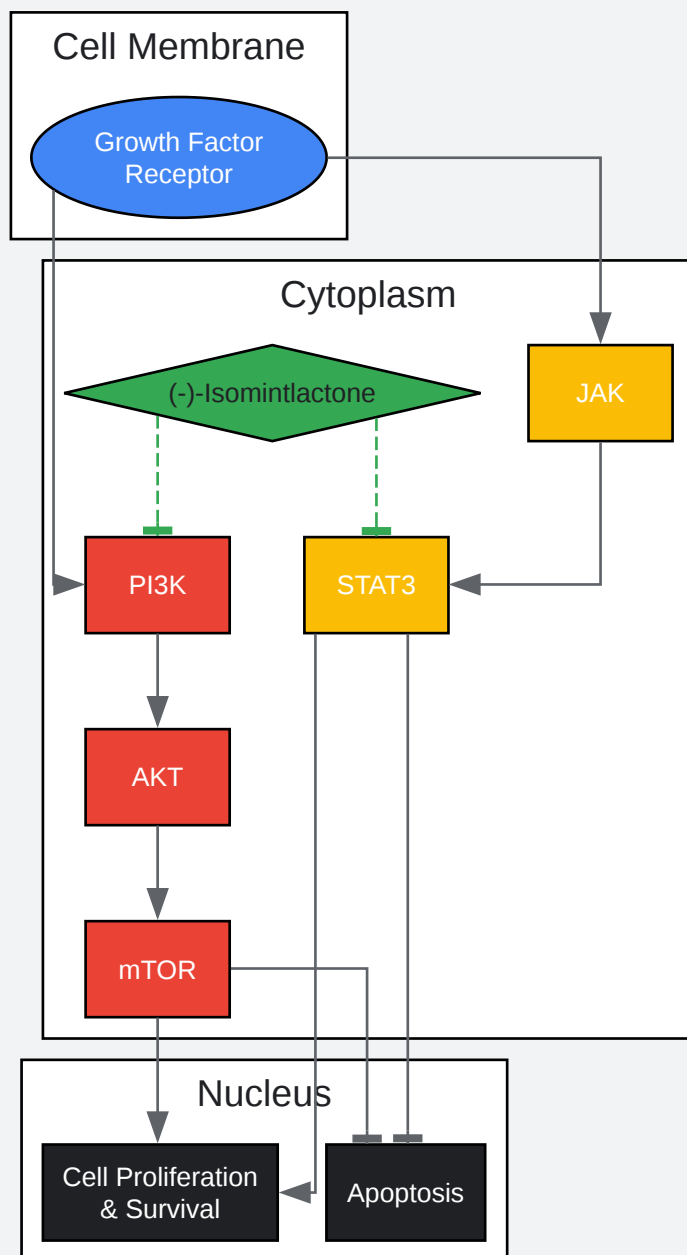 Cell Membrane
Growth Factor
Receptor
Cytoplasm
(-)-Isomintlactone
JAK
PI3K
STAT3
AKT
mTOR
Nucleus
Cell Proliferation
& Survival
Apoptosis